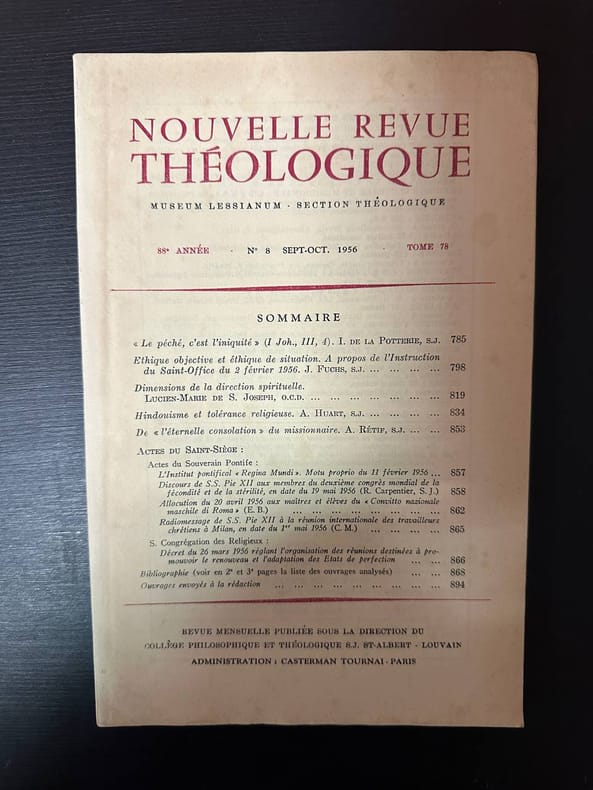 NOUVELLE REVUE
THÉOLOGIQUE
MUSEUM LESSIANUM · SECTION THÉOLOGIQUE
88e ANNÉE · N° 8 SEPT-OCT. 1956 · TOME 78
SOMMAIRE
« Le péché, c'est l'iniquité » (I Joh., III, 4). I. DE LA POTTERIE, S.J. 785
Ethique objective et éthique de situation. A propos de l'Instruction
du Saint-Office du 2 février 1956. J. FUCHS, S.J. ... ... ... ... 798
Dimensions de la direction spirituelle.
LUCIEN-MARIE DE S. JOSEPH, O.C.D. ... ... ... ... ... ... ... 819
Hindouisme et tolérance religieuse. A. HUART, S.J. ... ... ... ... 834
De « l'éternelle consolation » du missionnaire. A. RÉTIF, S.J. ... ... 853
ACTES DU SAINT-SIÈGE :
Actes du Souverain Pontife :
L'Institut pontifical « Regina Mundi ». Motu proprio du 11 février 1956 ... 857
Discours de S.S. Pie XII aux membres du deuxième congrès mondial de la
fécondité et de la stérilité, en date du 19 mai 1956 (R. Carpentier, S. J.) 858
Allocution du 20 avril 1956 aux maîtres et élèves du « Convitto nazionale
maschile di Roma » (E. B.) ... ... ... ... ... ... ... ... 862
Radiomessage de S.S. Pie XII à la réunion internationale des travailleurs
chrétiens à Milan, en date du 1er mai 1956 (C. M.) ... ... ... ... 865
S. Congrégation des Religieux :
Décret du 26 mars 1956 réglant l'organisation des réunions destinées à pro-
mouvoir le renouveau et l'adaptation des Etats de perfection ... ... 866
Bibliographie (voir en 2e et 3e pages la liste des ouvrages analysés) ... ... 868
Ouvrages envoyés à la rédaction ... ... ... ... ... ... ... ... ... 894
REVUE MENSUELLE PUBLIÉE SOUS LA DIRECTION DU
COLLÈGE PHILOSOPHIQUE ET THÉOLOGIQUE S.J. ST-ALBERT · LOUVAIN
ADMINISTRATION : CASTERMAN TOURNAI · PARIS